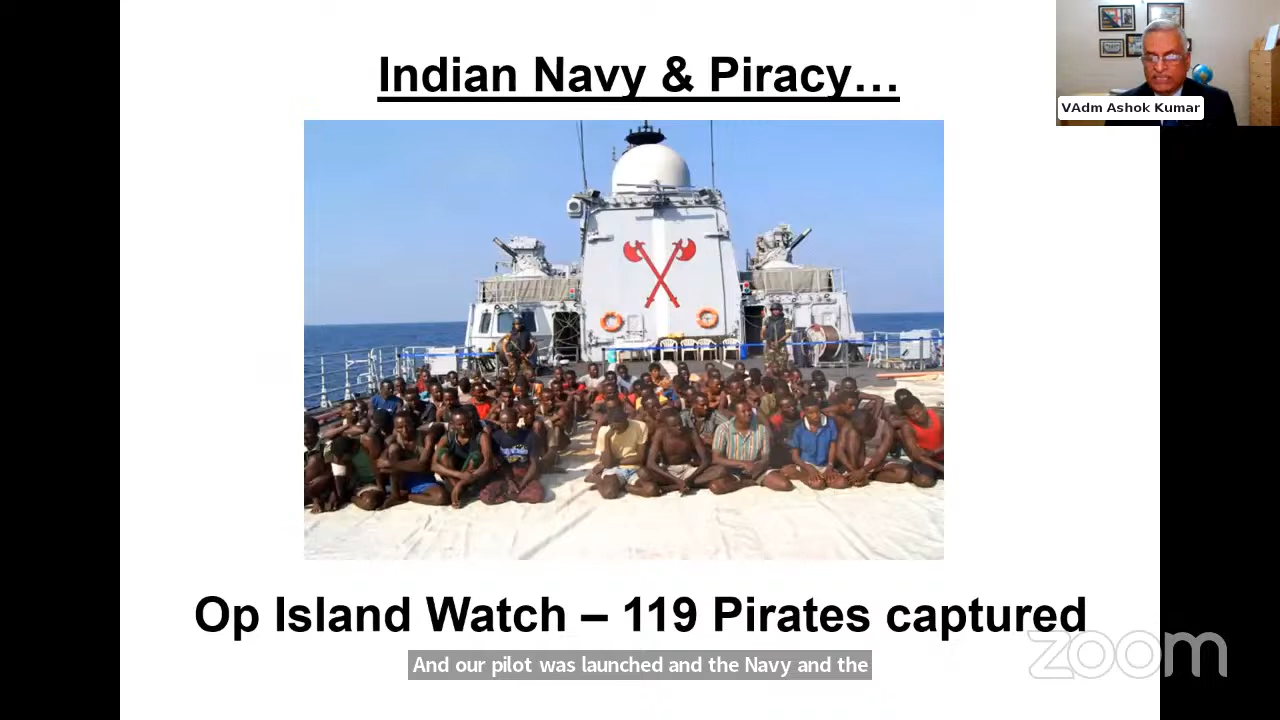 Indian Navy & Piracy...
VAdm Ashok Kumar
Op Island Watch – 119 Pirates captured
And our pilot was launched and the Navy and the
zoom